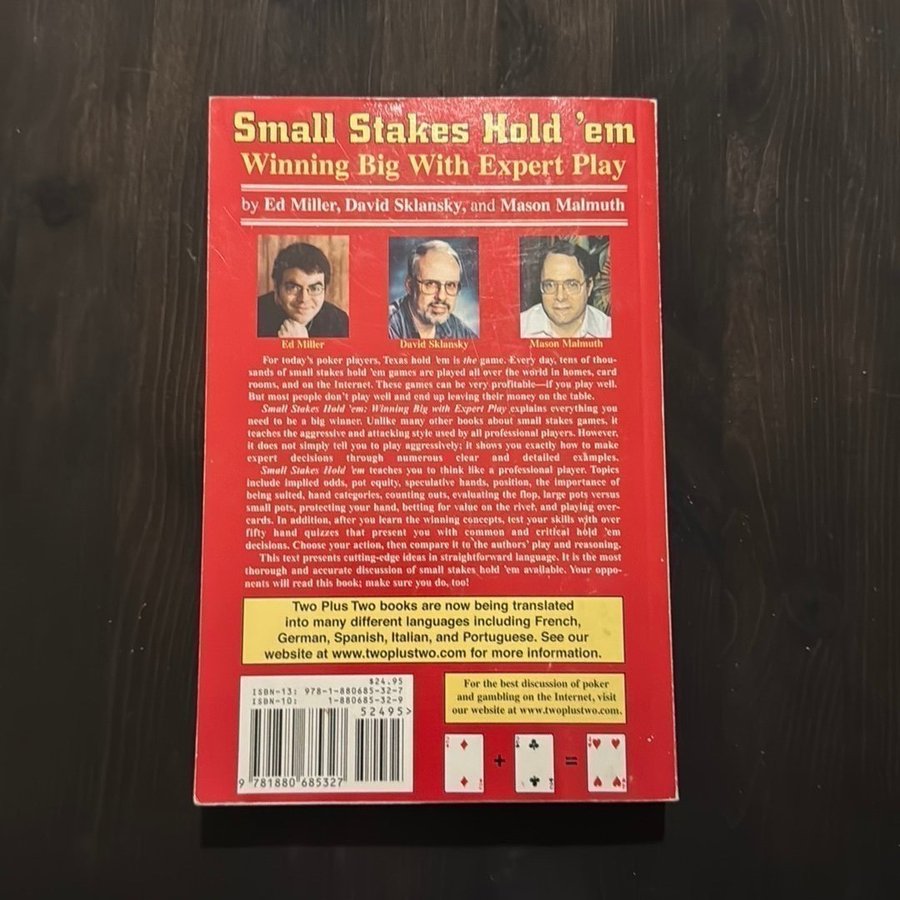 Small Stakes Hold 'em
Winning Big With Expert Play
by Ed Miller, David Sklansky, and Mason Malmuth
Ed Miller
David Sklansky
Mason Malmuth
For today's poker players, Texas hold 'em is the game. Every day, tens of thou-
sands of small stakes hold 'em games are played all over the world in homes, card
rooms, and on the Internet. These games can be very profitable—if you play well.
But most people don't play well and end up leaving their money on the table.
Small Stakes Hold 'em: Winning Big with Expert Play explains everything you
need to be a big winner. Unlike many other books about small stakes games, it
teaches the aggressive and attacking style used by all professional players. However,
it does not simply tell you to play aggressively; it shows you exactly how to make
expert decisions through numerous clear and detailed examples.
Small Stakes Hold 'em teaches you to think like a professional player. Topics
include implied odds, pot equity, speculative hands, position, the importance of
being suited, hand categories, counting outs, evaluating the flop, large pots versus
small pots, protecting your hand, betting for value on the river, and playing over-
cards. In addition, after you learn the winning concepts, test your skills with over
fifty hand quizzes that present you with common and critical hold 'em
decisions. Choose your action, then compare it to the authors' play and reasoning.
This text presents cutting-edge ideas in straightforward language. It is the most
thorough and accurate discussion of small stakes hold 'em available. Your oppo-
nents will read this book; make sure you do, too!
Two Plus Two books are now being translated
into many different languages including French,
German, Spanish, Italian, and Portuguese. See our
website at www.twoplustwo.com for more information.
$24.95
ISBN-13: 978-1-880685-32-7
ISBN-10: 1-880685-32-9
52495>
9 781880 685327
For the best discussion of poker
and gambling on the Internet, visit
our website at www.twoplustwo.com.
2 + 2 = 4